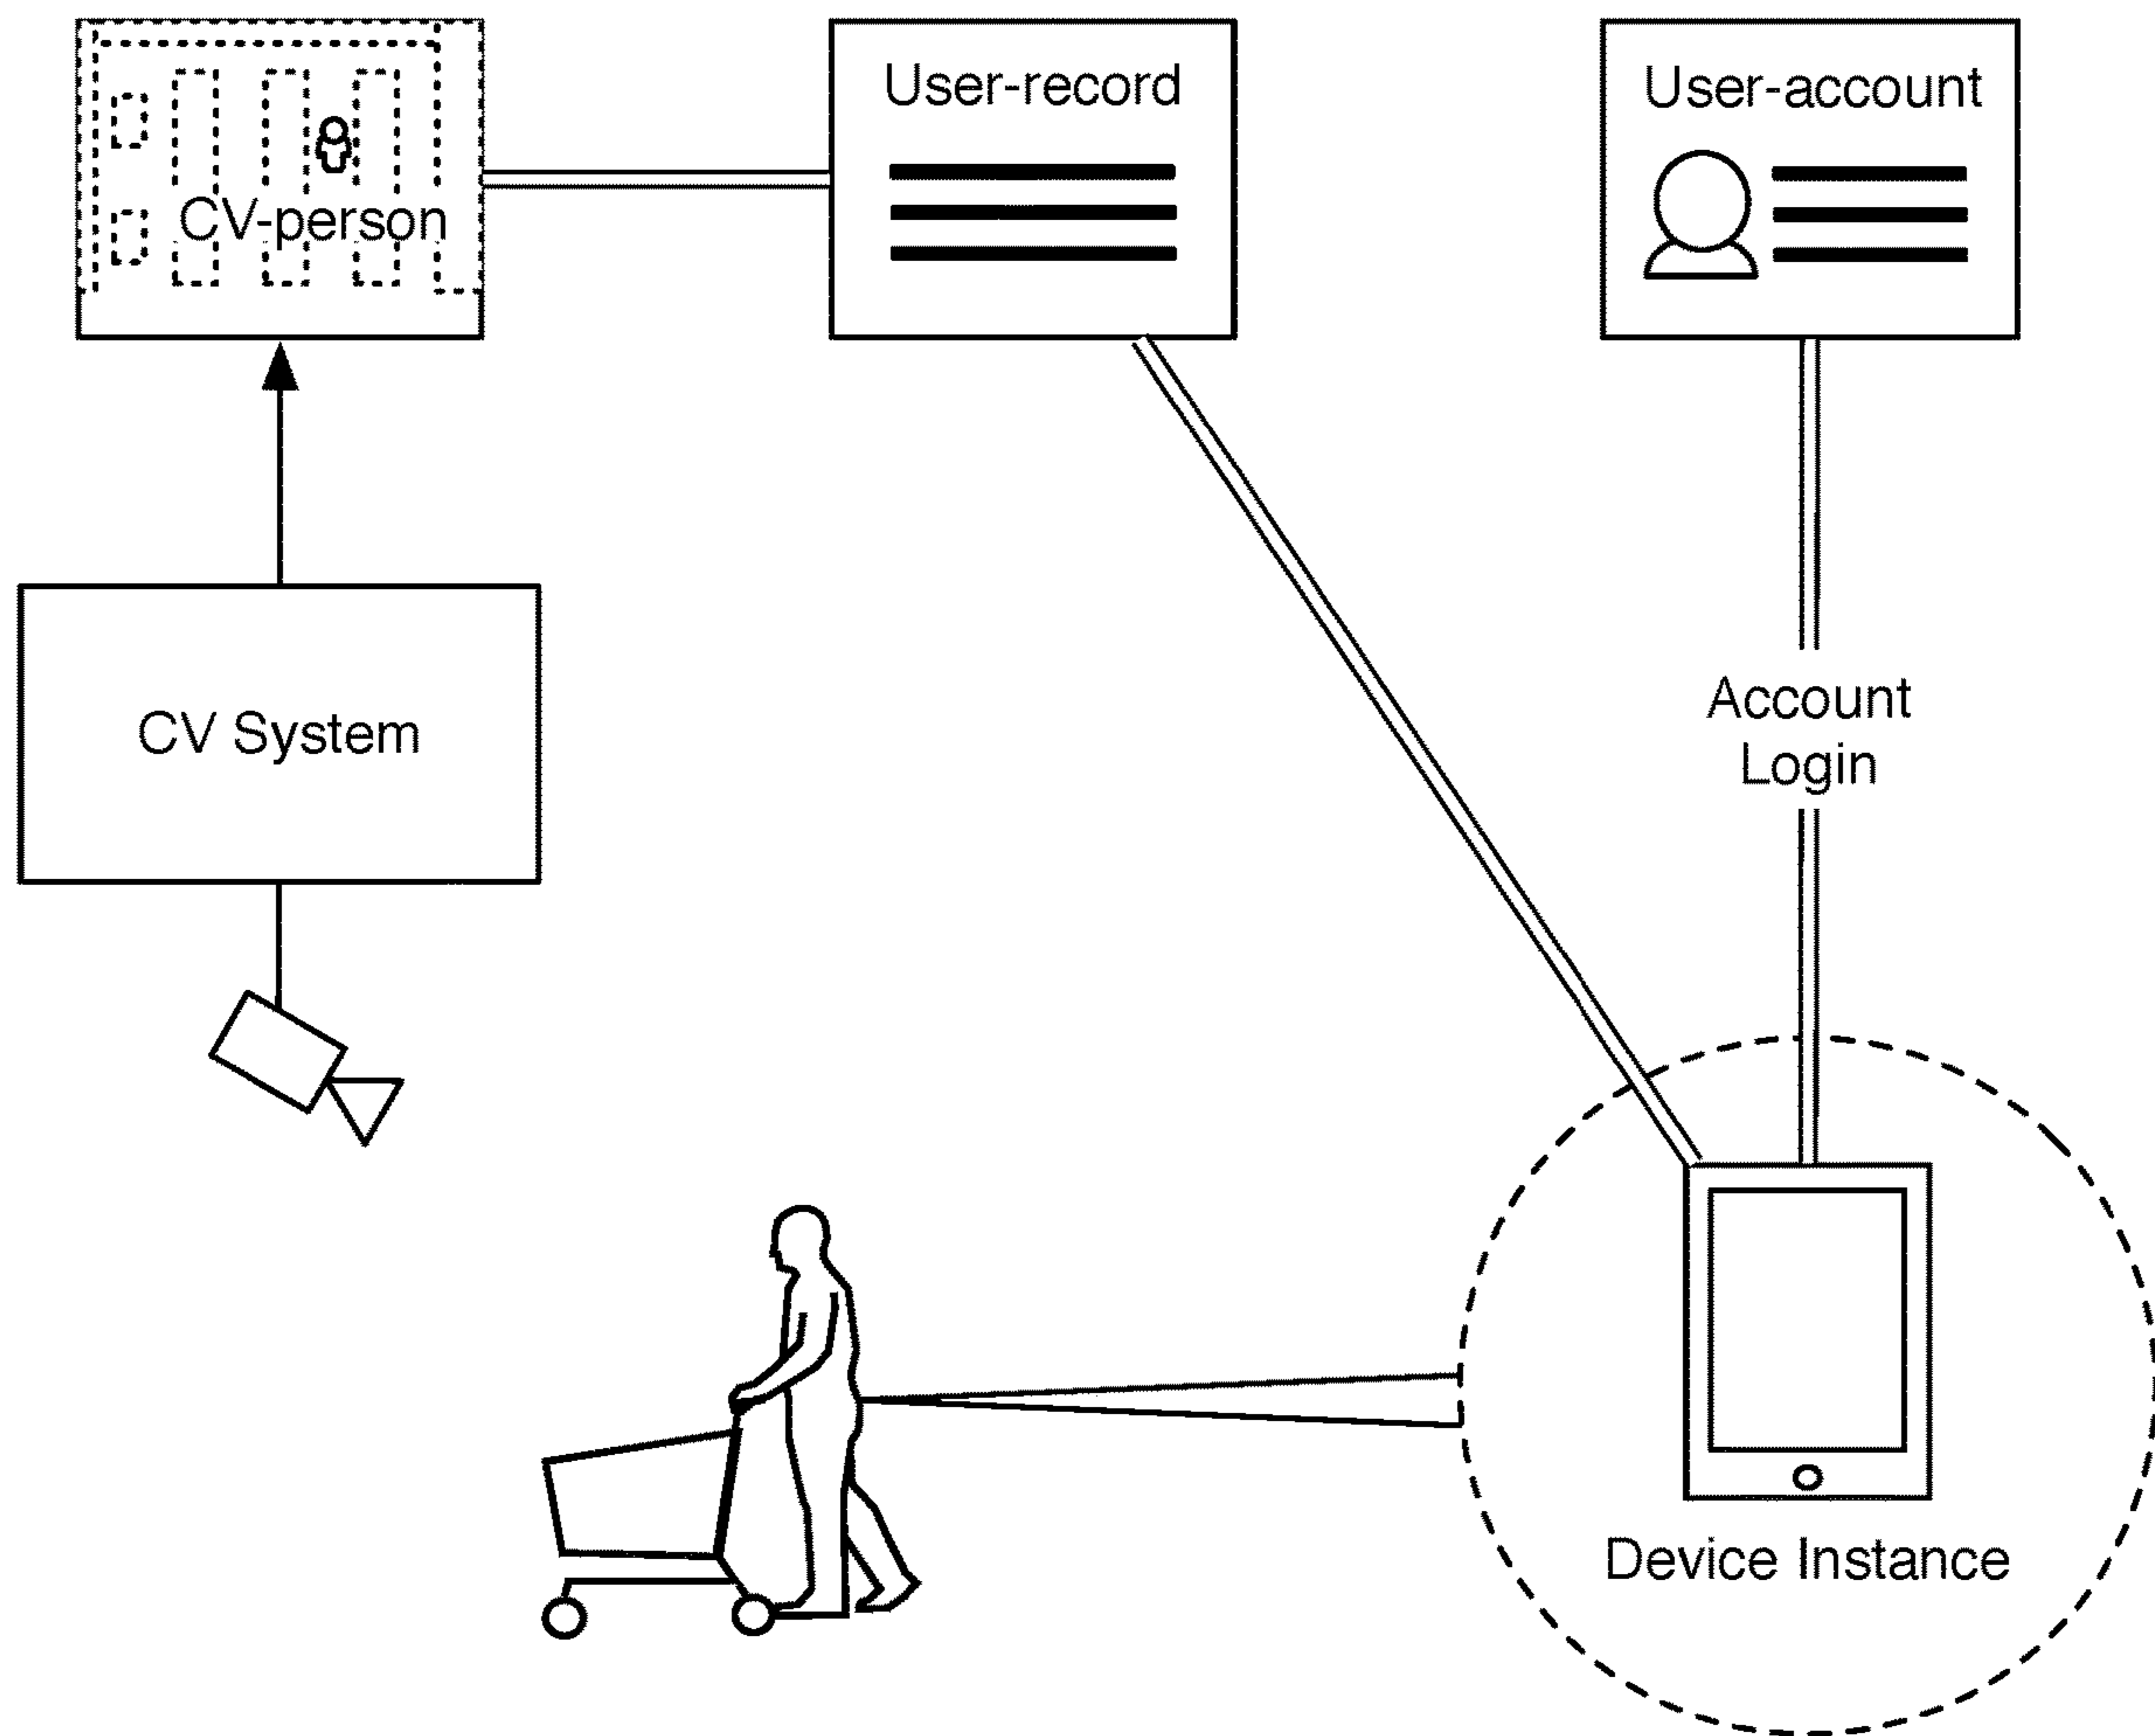 User-record
User-account
CV-person
CV System
Account
Login
Device Instance